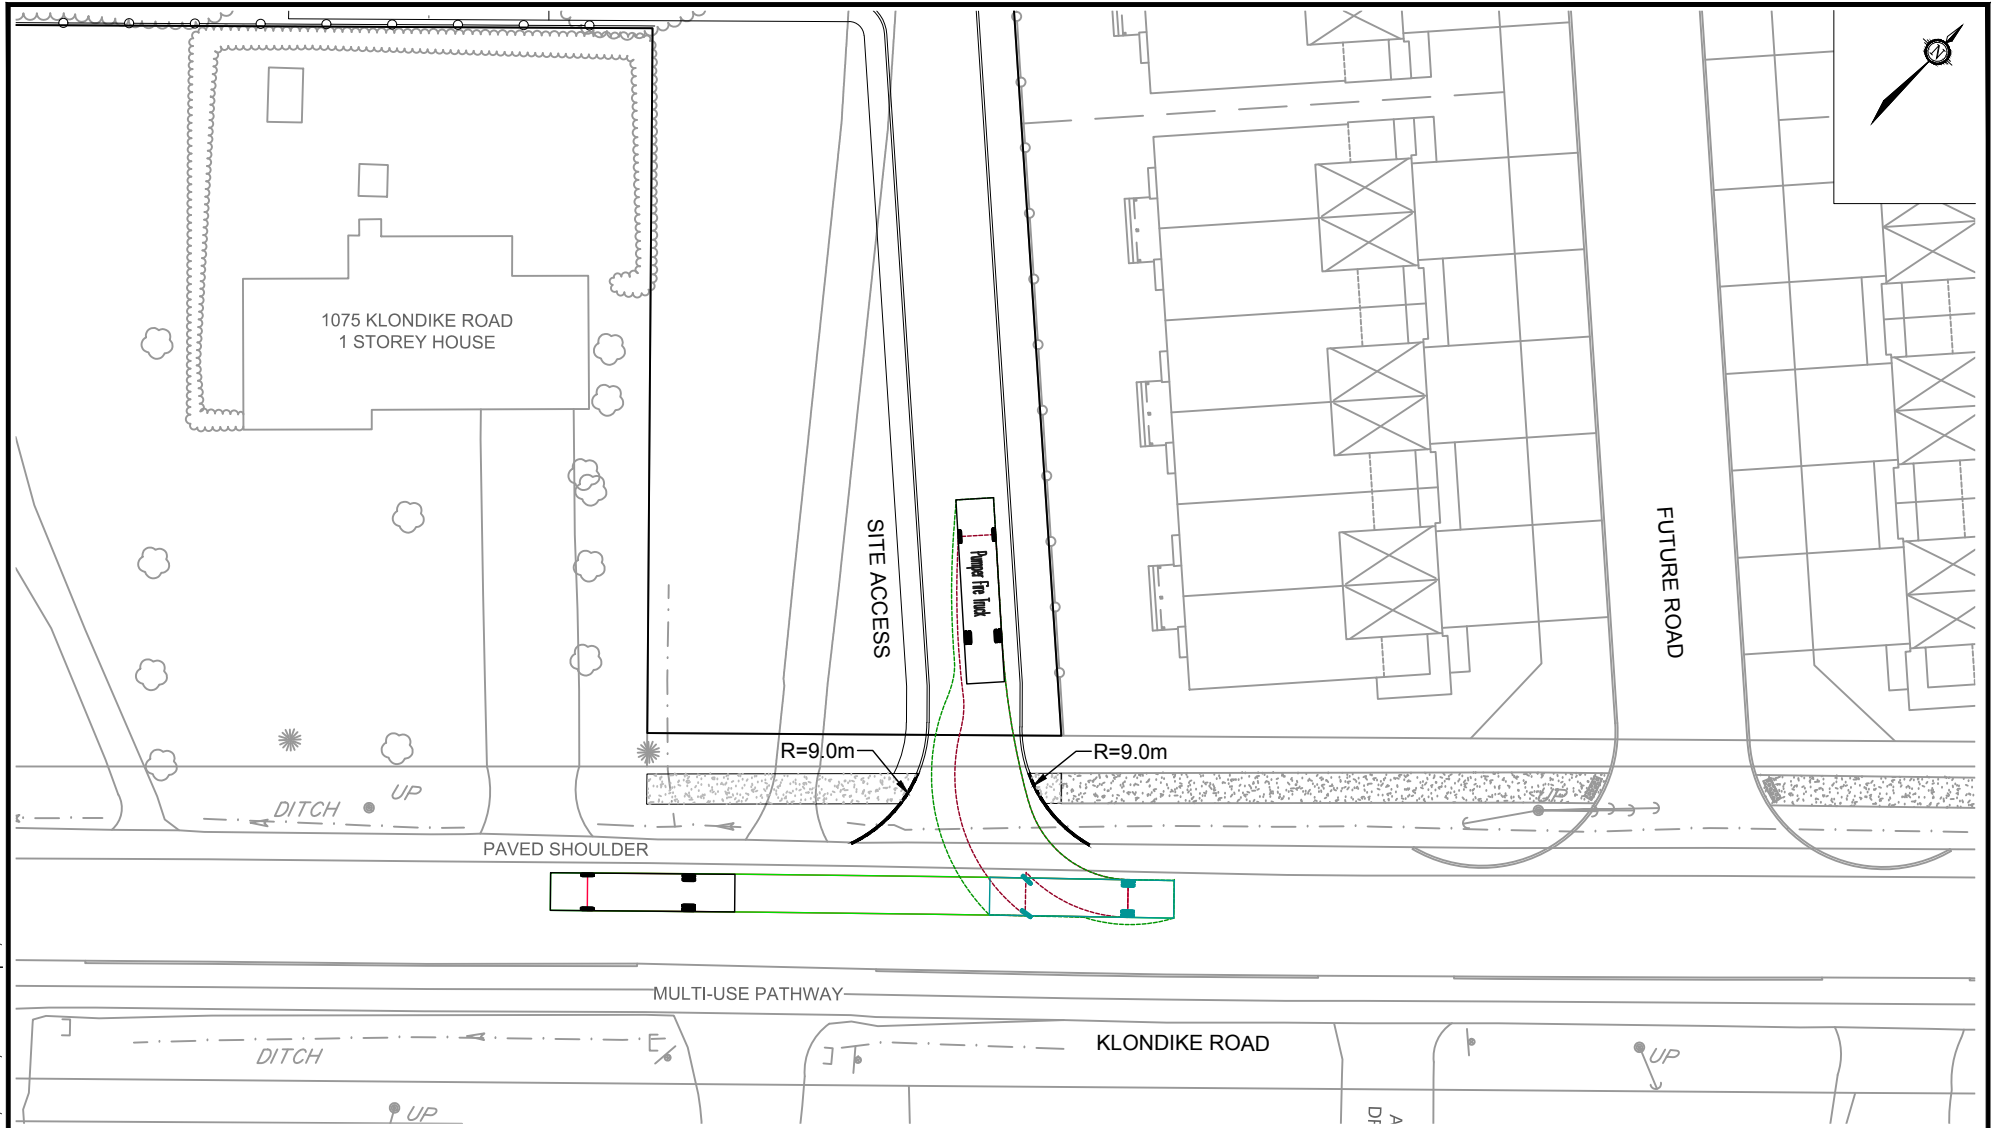 N
1075 KLONDIKE ROAD
1 STOREY HOUSE
SITE ACCESS
Pumper Fire Truck
FUTURE ROAD
R=9.0m
R=9.0m
DITCH
UP
UP
PAVED SHOULDER
MULTI-USE PATHWAY
KLONDIKE ROAD
DITCH
UP
UP